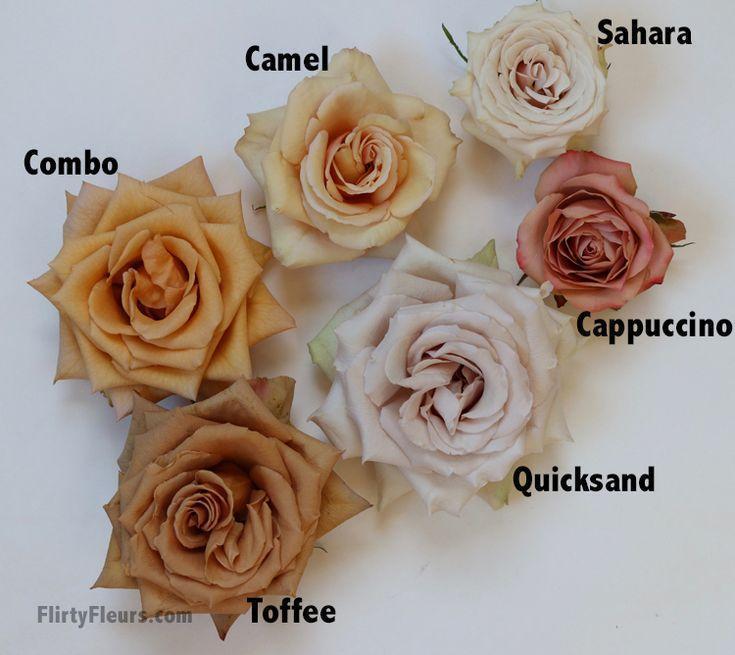 Sahara
Camel
Combo
Cappuccino
Quicksand
Toffee
FlirtyFleurs.com